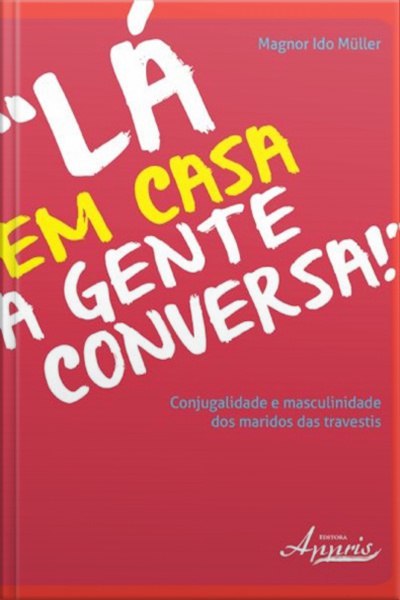 Magnor Ido Müller
"LÁ
EM CASA
A GENTE
CONVERSA!"
Conjugalidade e masculinidade
dos maridos das travestis
EDITORA
Appris